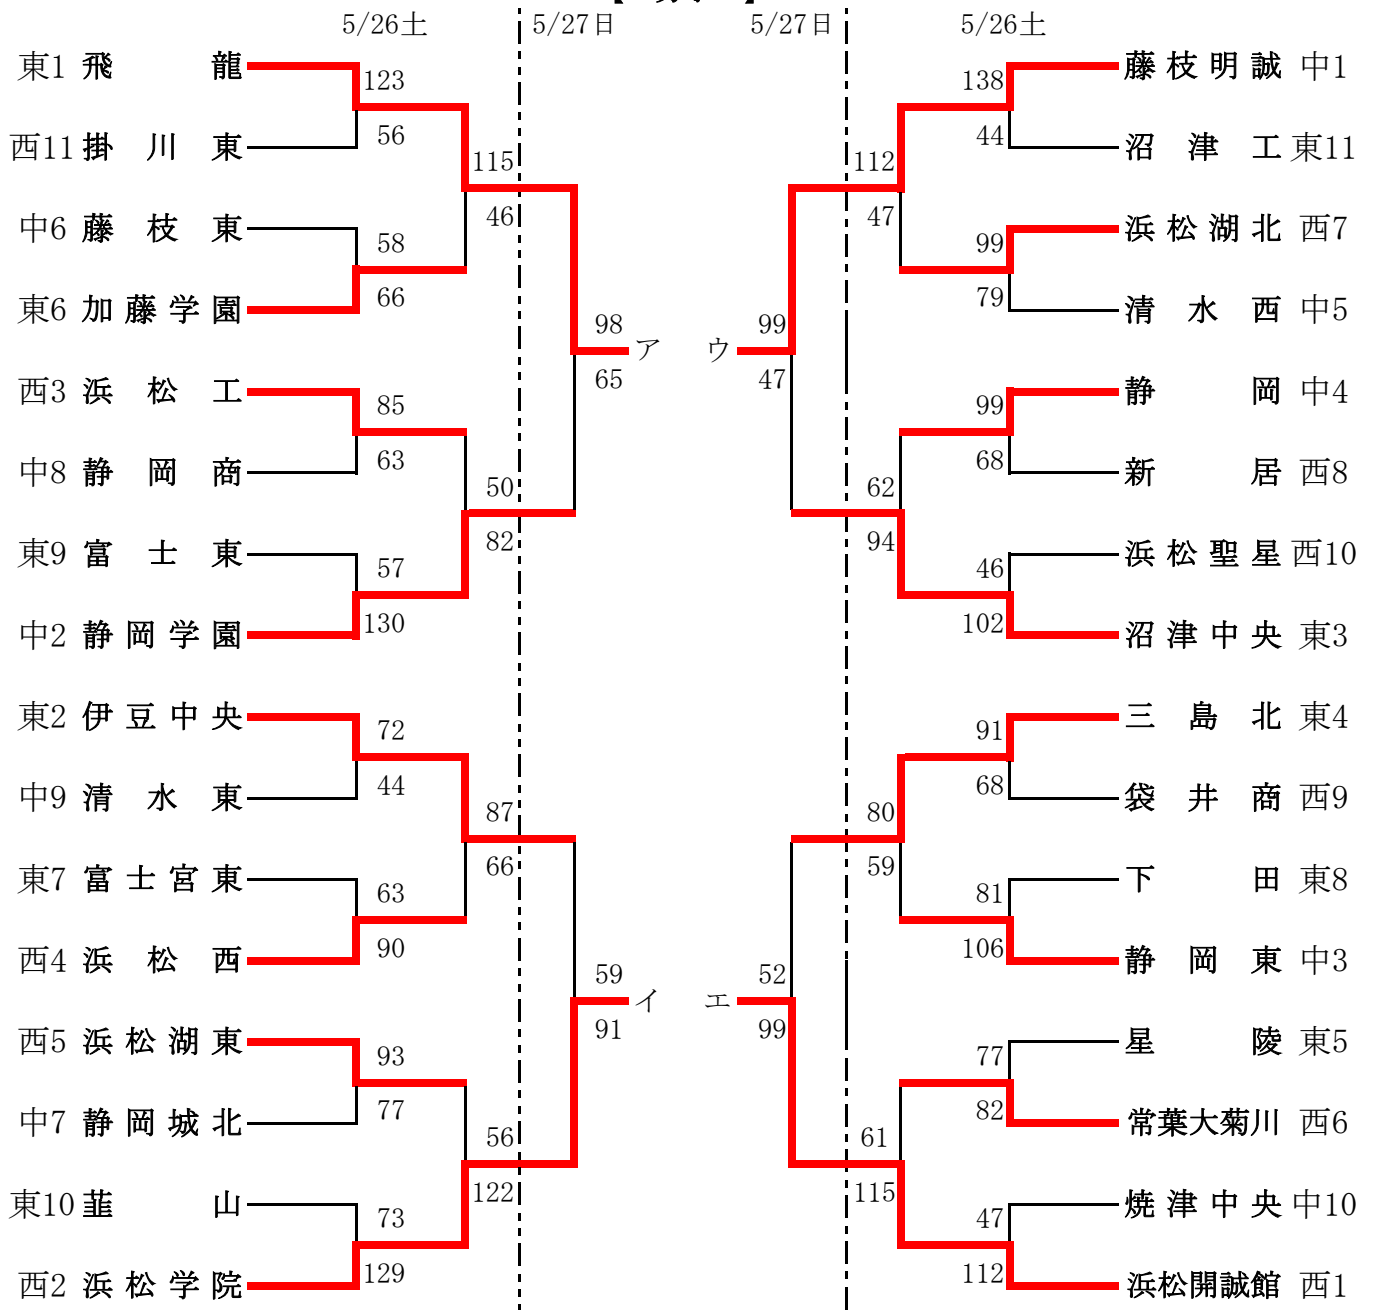 5/26土 5/27日 5/27日 5/26土
東1 飛龍 123 138 藤枝明誠 中1
西11 掛川東 56 44 沼津工 東11
115 112
46 47
中6 藤枝東 58 99 浜松湖北 西7
東6 加藤学園 66 79 清水西 中5
98 ア ウ 99
65 47
西3 浜松工 85 99 静岡 中4
中8 静岡商 63 68 新居 西8
50 62
82 94
東9 富士東 57 46 浜松聖星 西10
中2 静岡学園 130 102 沼津中央 東3
東2 伊豆中央 72 91 三島北 東4
中9 清水東 44 68 袋井商 西9
87 80
66 59
東7 富士宮東 63 81 下田 東8
西4 浜松西 90 106 静岡東 中3
59 イ エ 52
91 99
西5 浜松湖東 93 77 星陵 東5
中7 静岡城北 77 82 常葉大菊川 西6
56 61
122 115
東10 韮山 73 47 焼津中央 中10
西2 浜松学院 129 112 浜松開誠館 西1